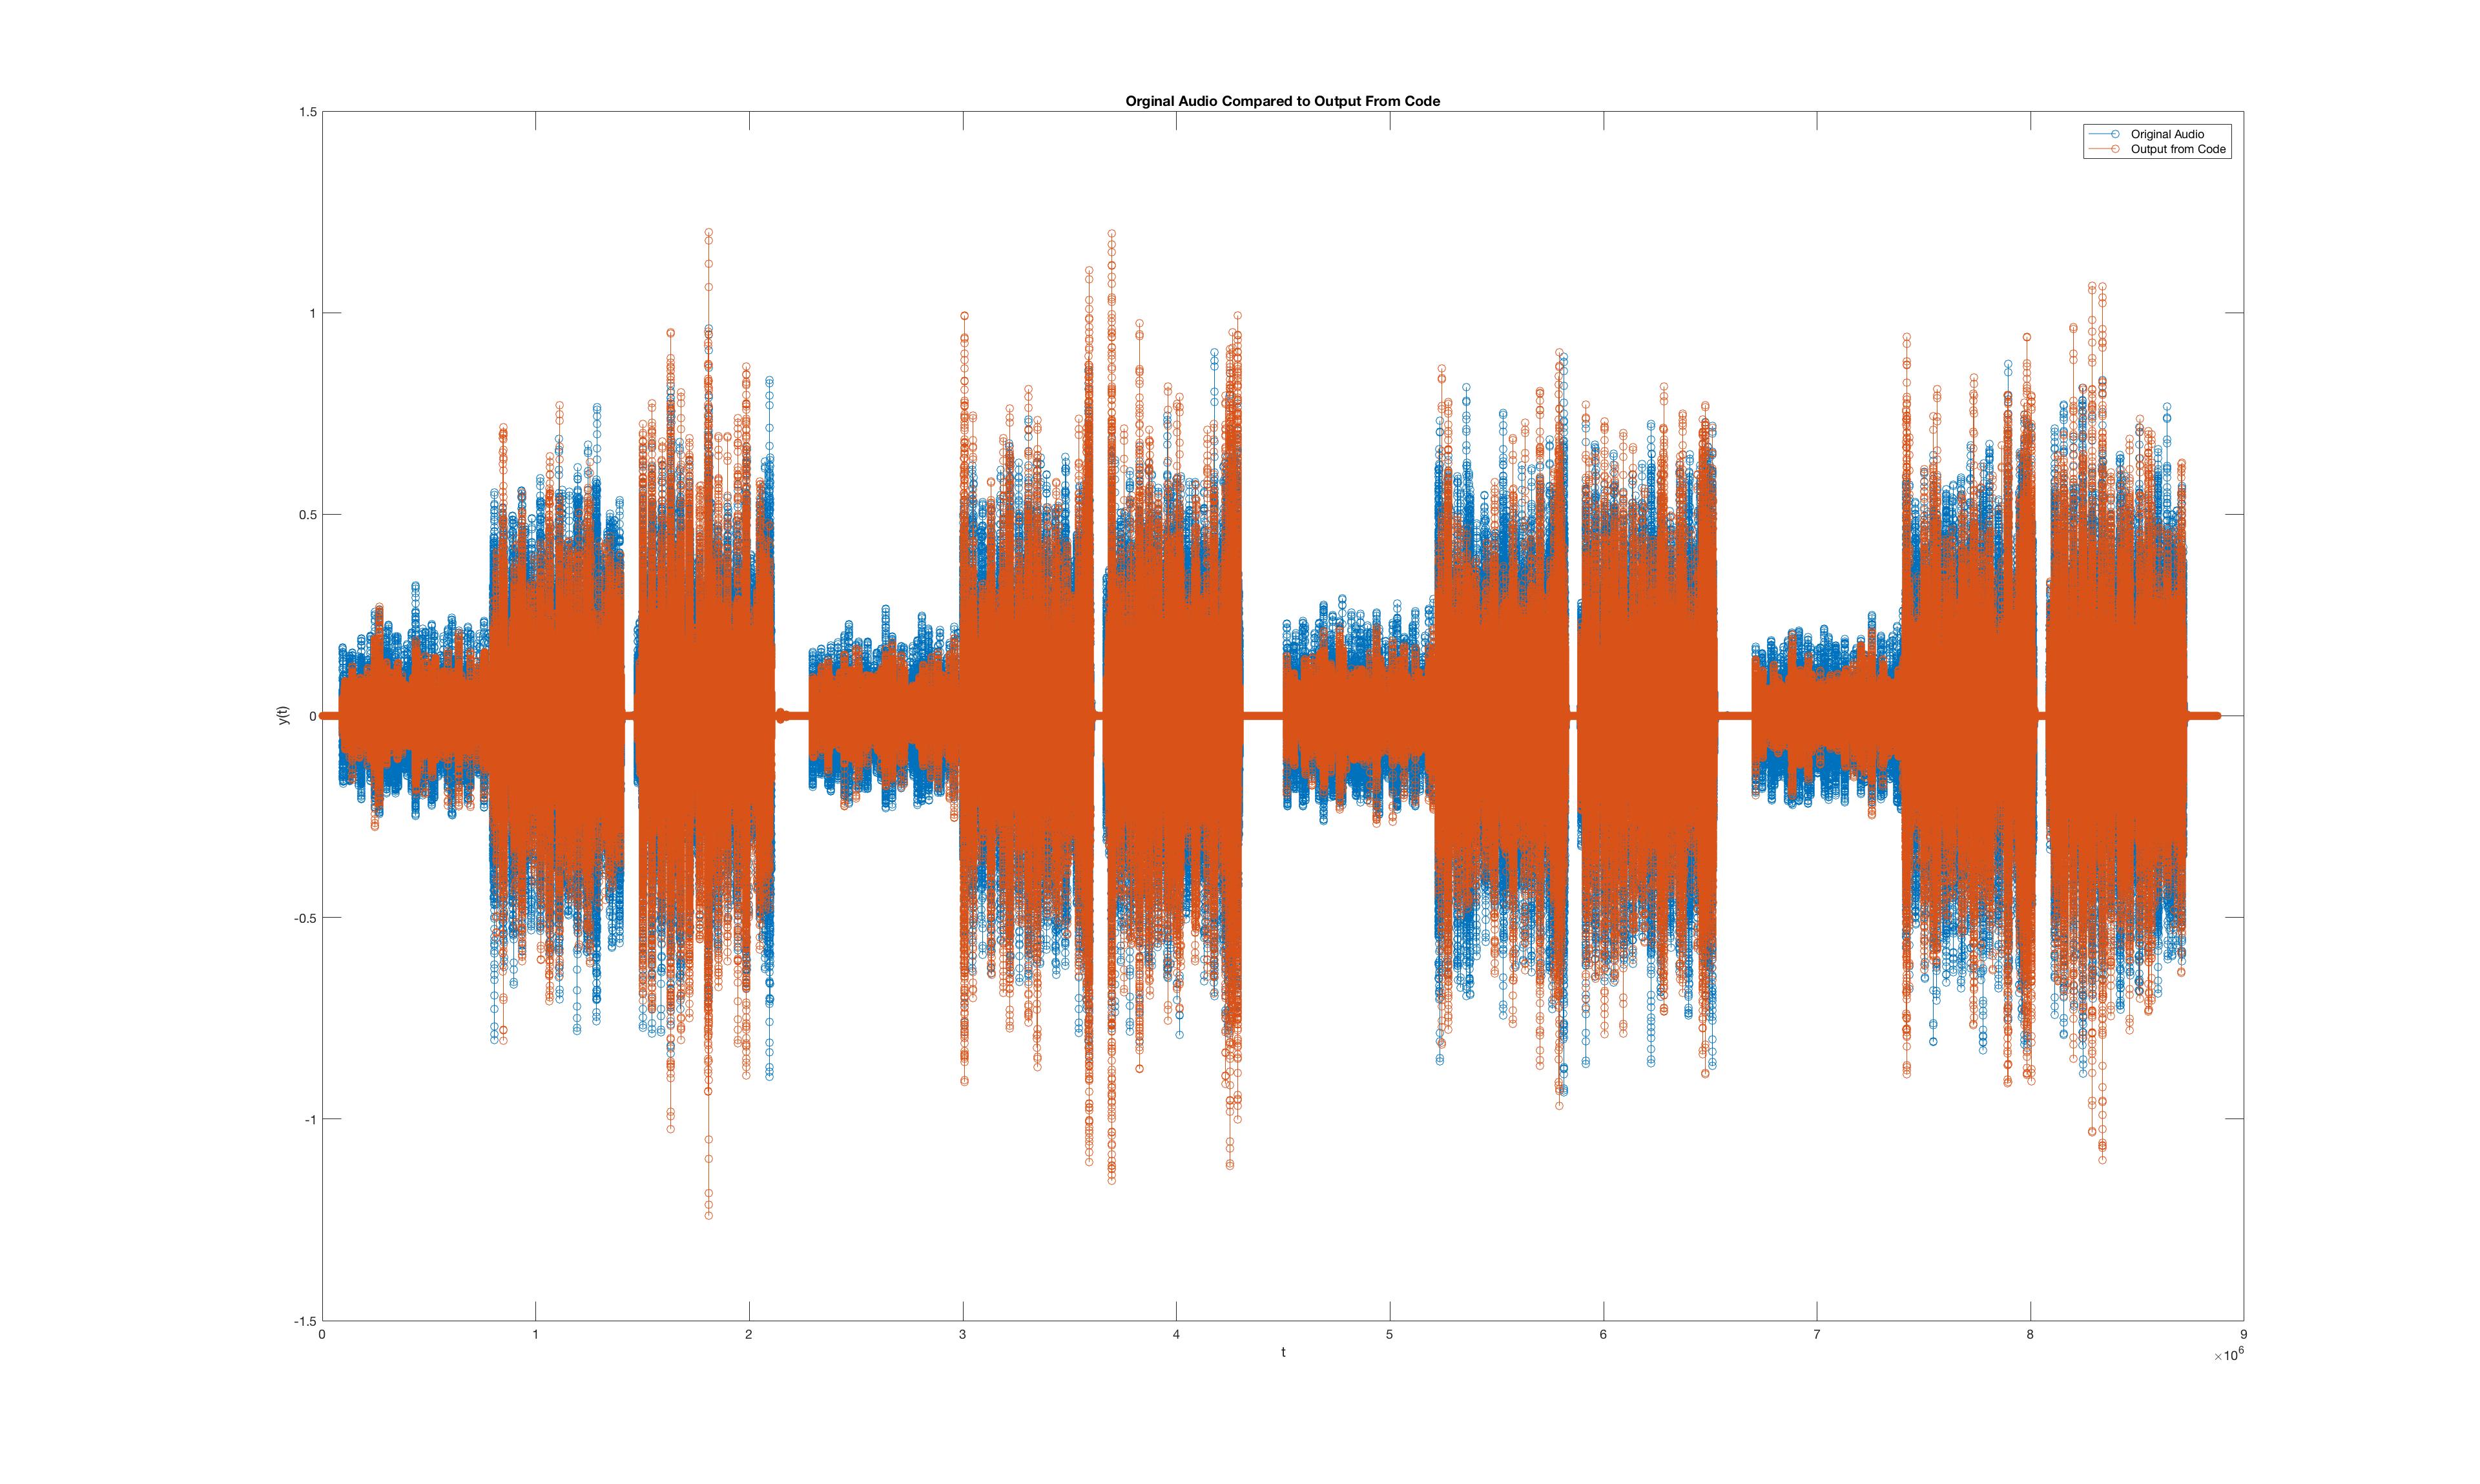 Orginal Audio Compared to Output From Code
Original Audio
Output from Code
1.5
1
0.5
0
-0.5
-1
-1.5
y(t)
0 1 2 3 4 5 6 7 8 9
t
×10^6